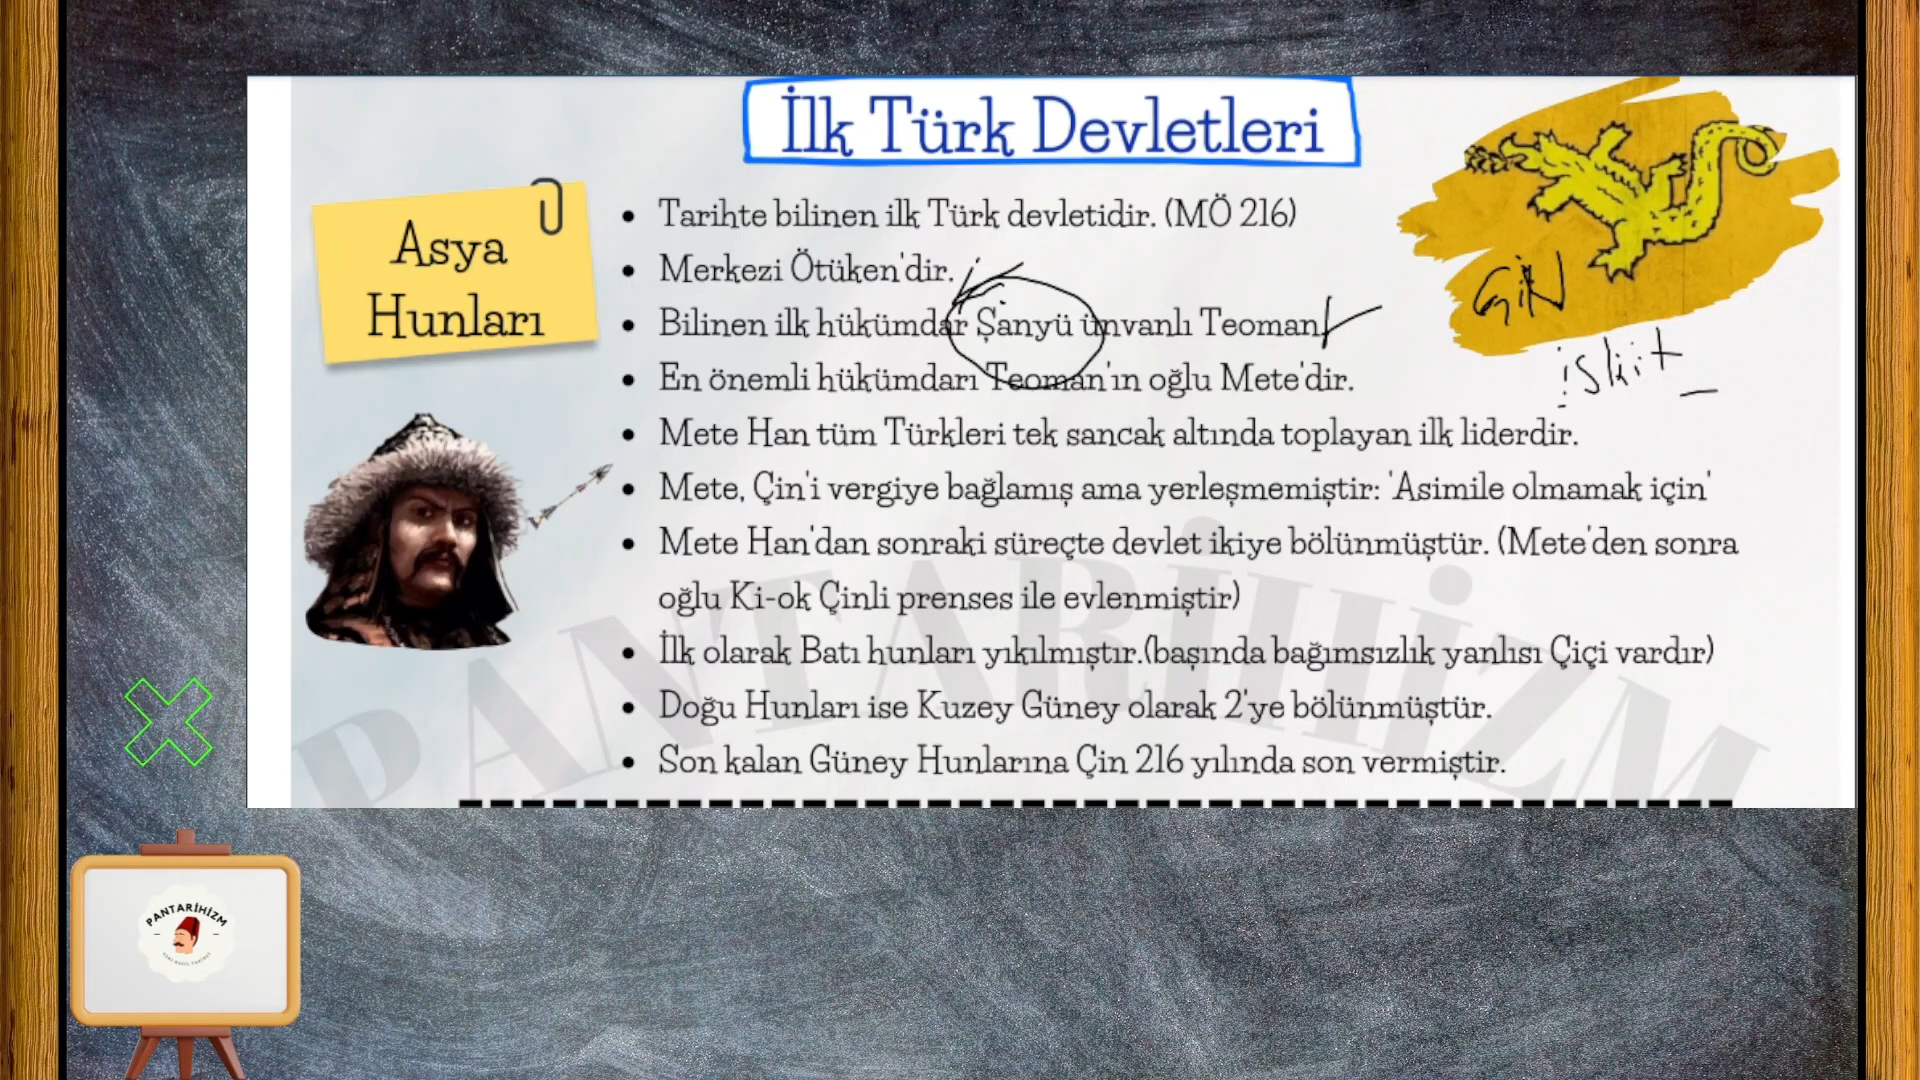 İlk Türk Devletleri
Asya
Hunları
• Tarihte bilinen ilk Türk devletidir. (MÖ 216)
• Merkezi Ötüken'dir.
• Bilinen ilk hükümdar Şanyü ünvanlı Teoman
• En önemli hükümdarı Teoman'ın oğlu Mete'dir.
• Mete Han tüm Türkleri tek sancak altında toplayan ilk liderdir.
• Mete, Çin'i vergiye bağlamış ama yerleşmemiştir: 'Asimile olmamak için'
• Mete Han'dan sonraki süreçte devlet ikiye bölünmüştür. (Mete'den sonra
oğlu Ki-ok Çinli prenses ile evlenmiştir)
• İlk olarak Batı hunları yıkılmıştır.(başında bağımsızlık yanlısı Çiçi vardır)
• Doğu Hunları ise Kuzey Güney olarak 2'ye bölünmüştür.
• Son kalan Güney Hunlarına Çin 216 yılında son vermiştir.
ÇİN
iskit
PANTARİHİZM
PANTARİHİZM